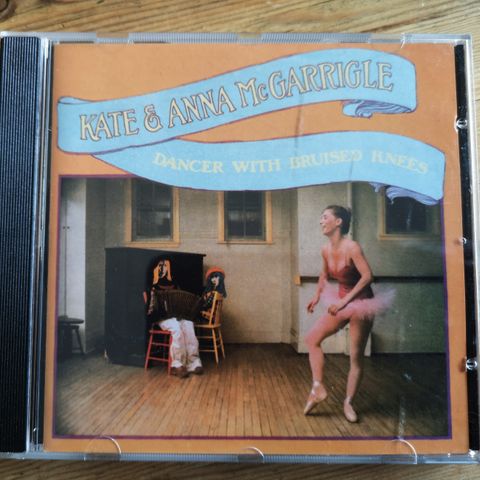 KATE & ANNA McGARRIGLE
DANCER WITH BRUISED KNEES